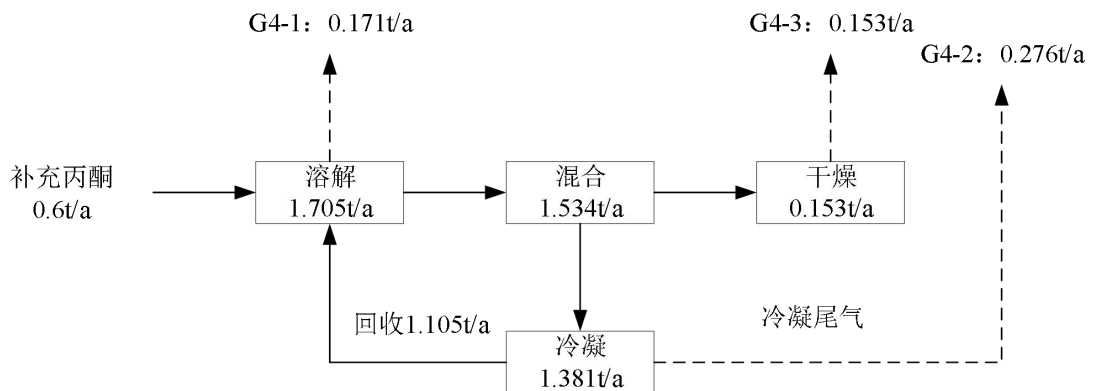 G4-1：0.171t/a
G4-3：0.153t/a
G4-2：0.276t/a
补充丙酮
0.6t/a
溶解
1.705t/a
混合
1.534t/a
干燥
0.153t/a
回收1.105t/a
冷凝尾气
冷凝
1.381t/a